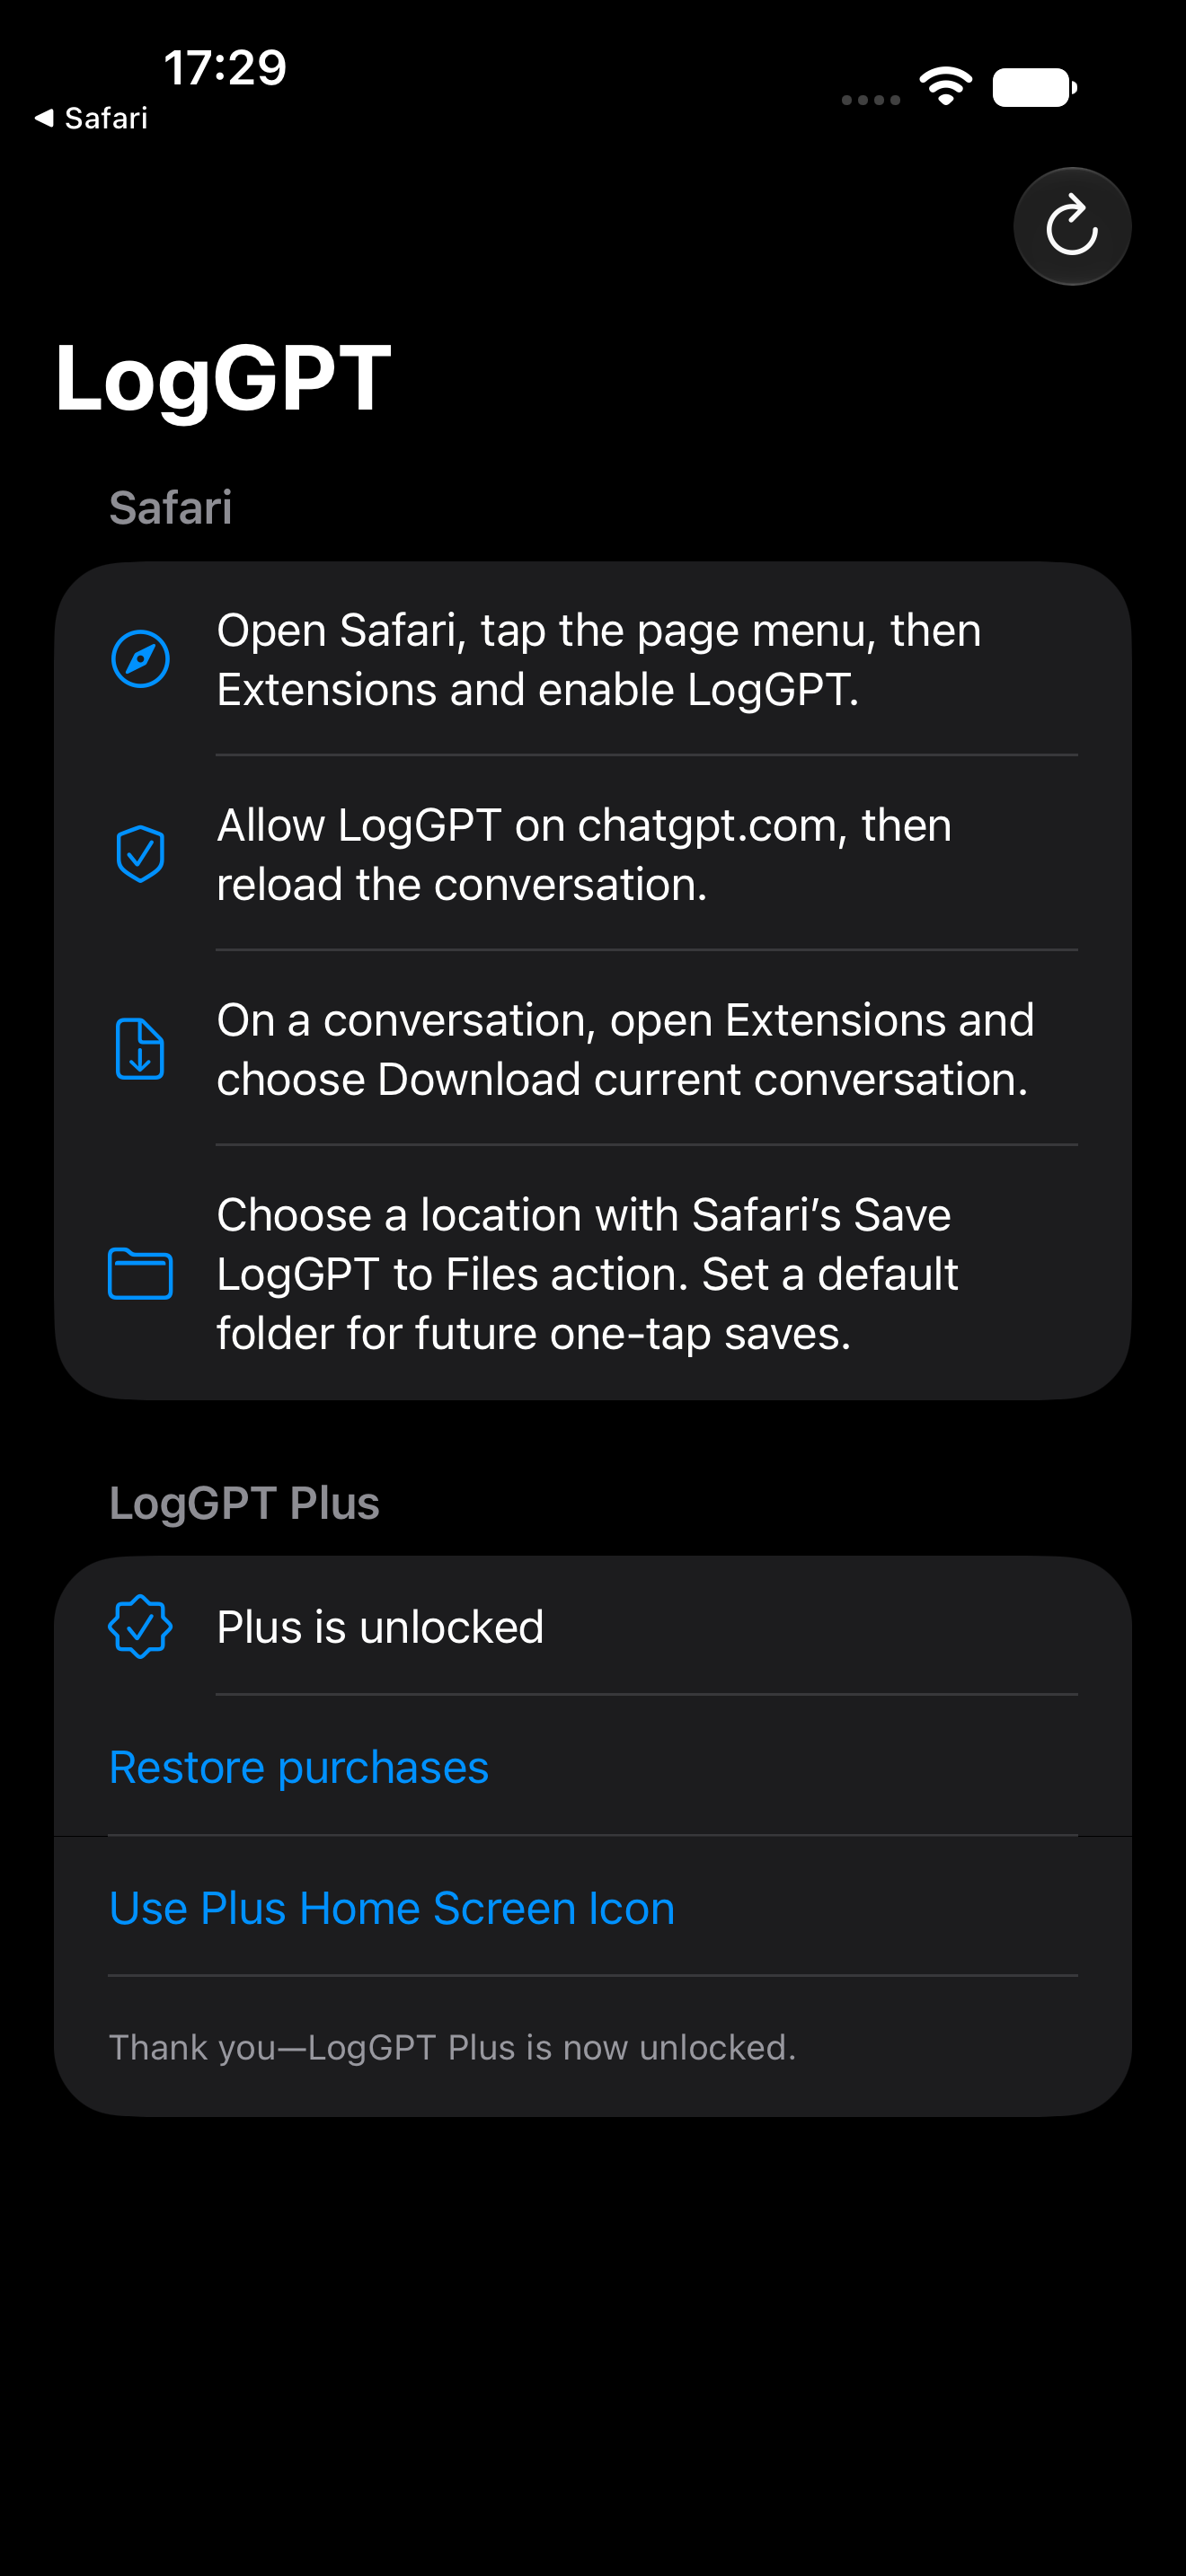 17:29
Safari
LogGPT
Safari
Open Safari, tap the page menu, then
Extensions and enable LogGPT.
Allow LogGPT on chatgpt.com, then
reload the conversation.
On a conversation, open Extensions and
choose Download current conversation.
Choose a location with Safari’s Save
LogGPT to Files action. Set a default
folder for future one-tap saves.
LogGPT Plus
Plus is unlocked
Restore purchases
Use Plus Home Screen Icon
Thank you—LogGPT Plus is now unlocked.